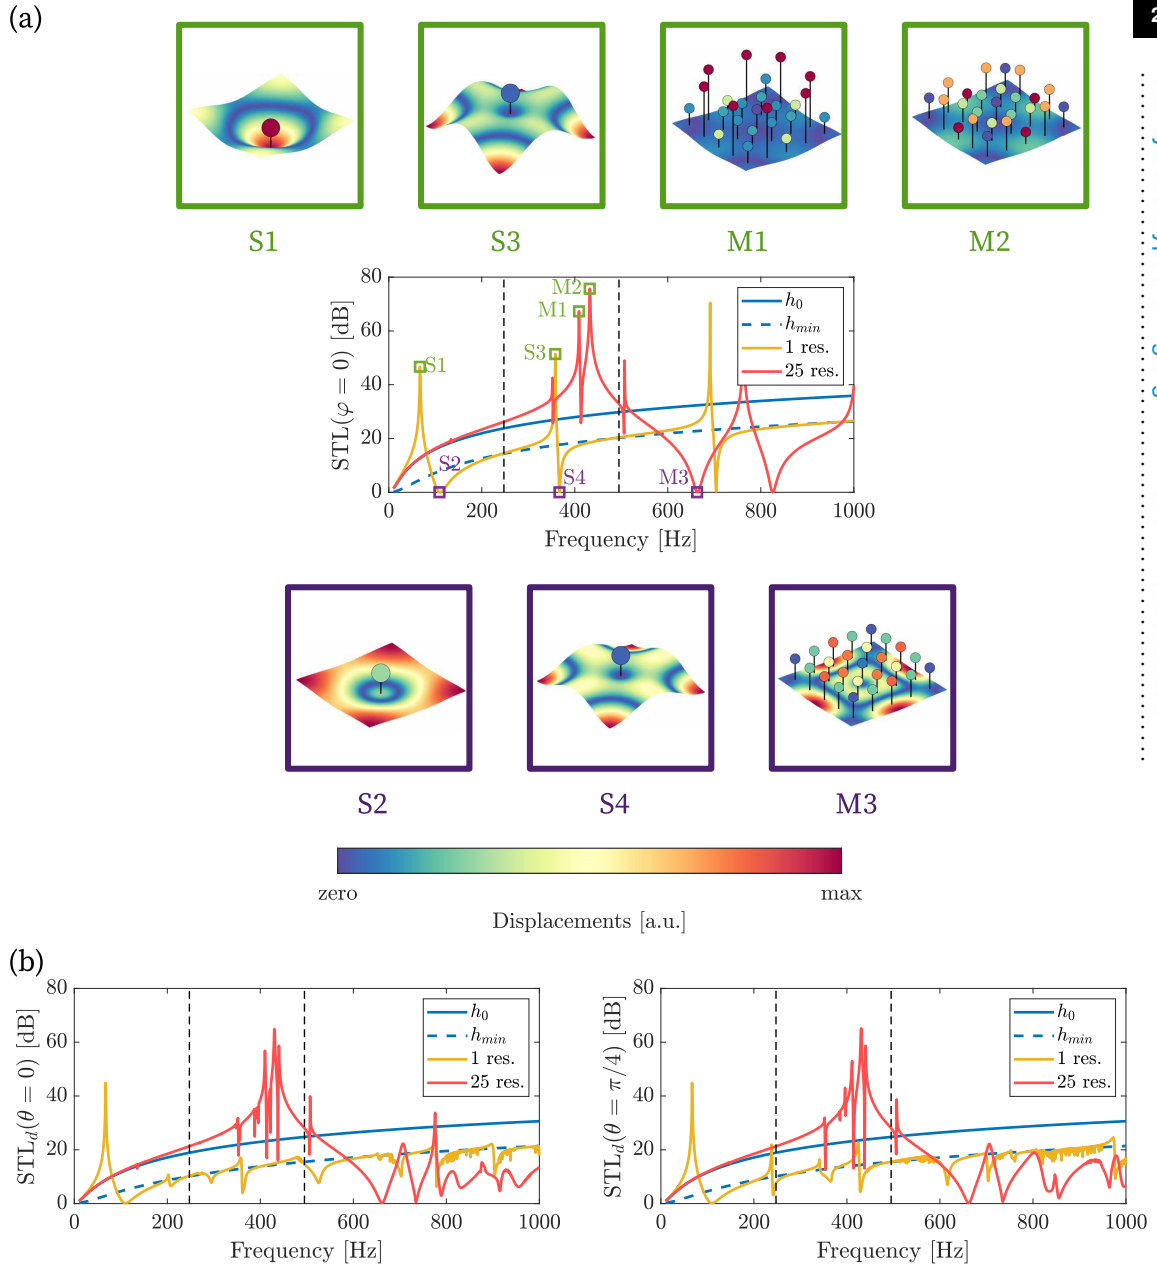 (a)
2
S1 S3 M1 M2
80
60
40
20
0
STL(φ = 0) [dB]
M2
M1
S3
S1
S2
S4
M3
h0
hmin
1 res.
25 res.
0 200 400 600 800 1000
Frequency [Hz]
S2 S4 M3
zero max
Displacements [a.u.]
(b)
80
60
40
20
0
STLd(θ = 0) [dB]
h0
hmin
1 res.
25 res.
0 200 400 600 800 1000
Frequency [Hz]
80
60
40
20
0
STLd(θ = π/4) [dB]
h0
hmin
1 res.
25 res.
0 200 400 600 800 1000
Frequency [Hz]